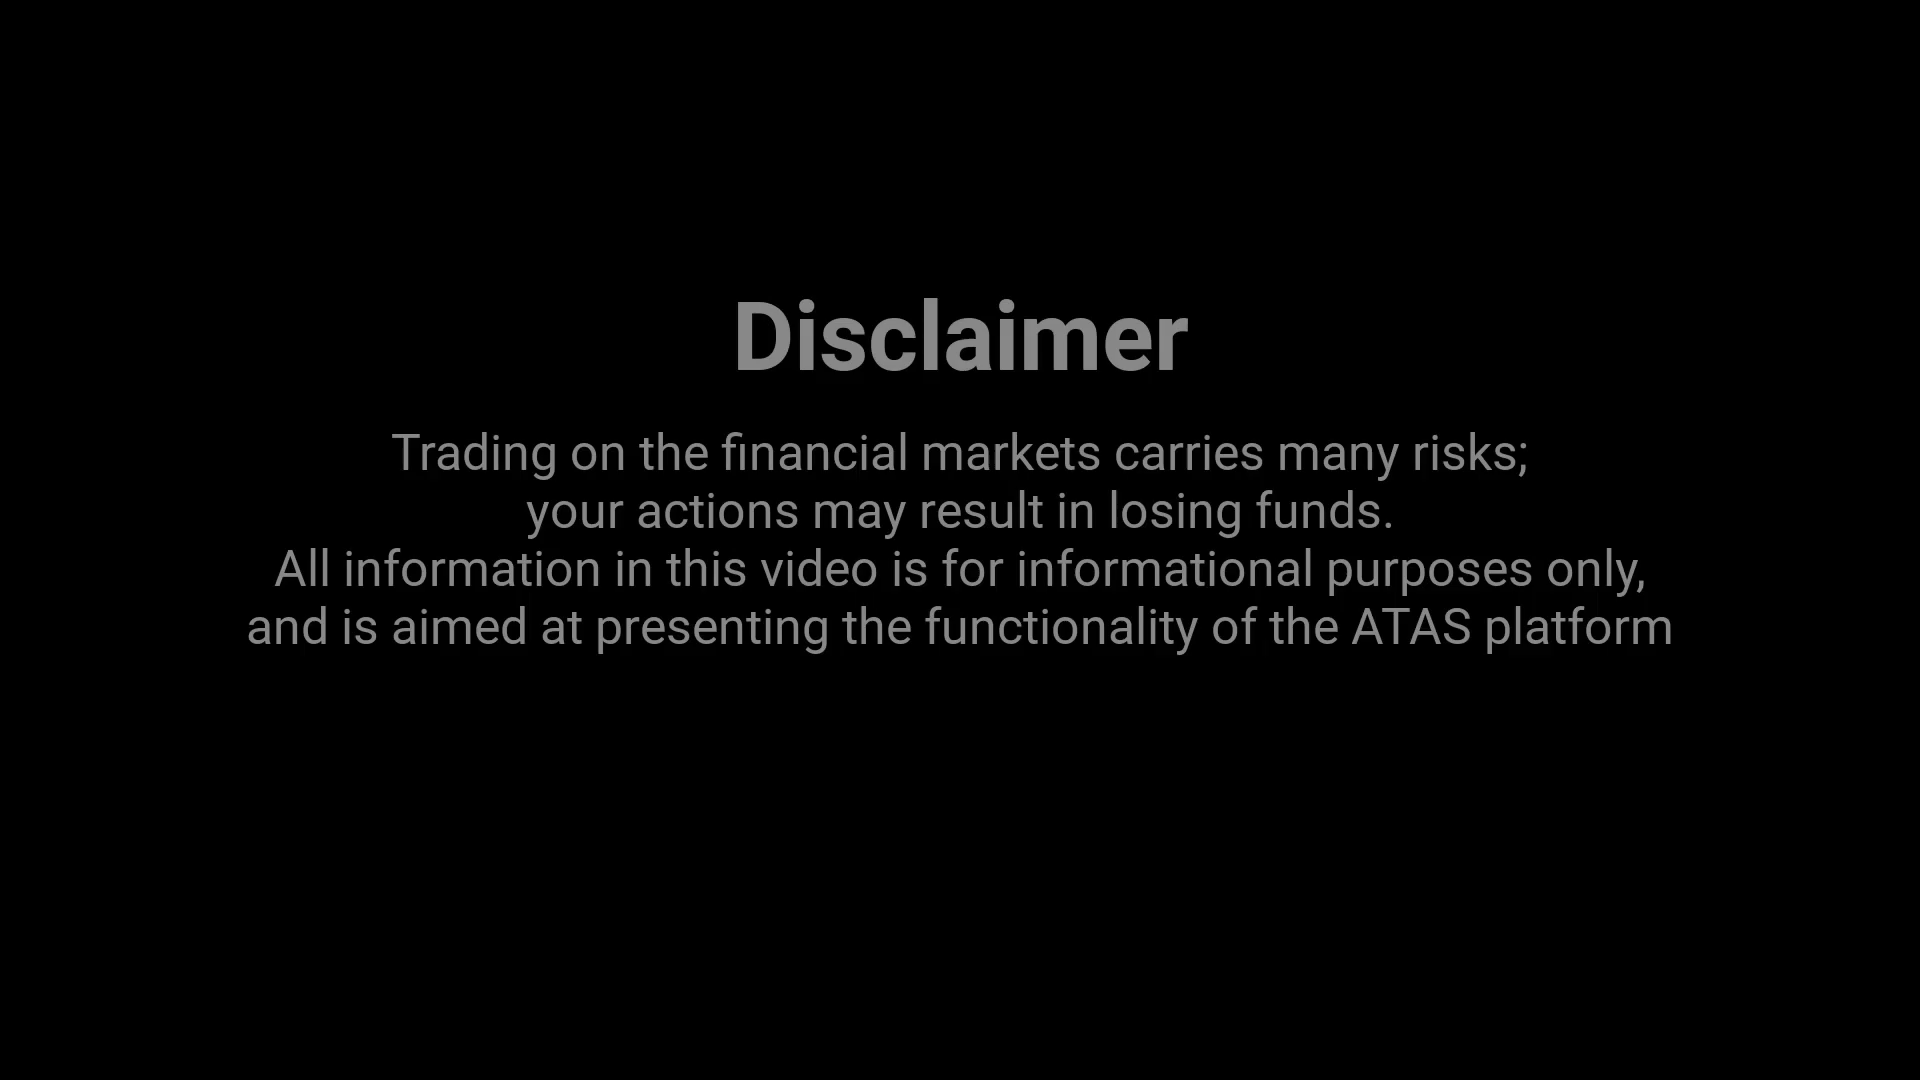 Disclaimer
Trading on the financial markets carries many risks;
your actions may result in losing funds.
All information in this video is for informational purposes only,
and is aimed at presenting the functionality of the ATAS platform